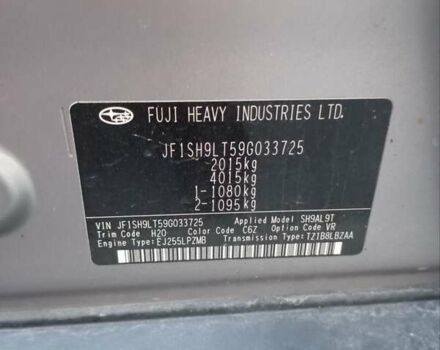 FUJI HEAVY INDUSTRIES LTD.
JF1SH9LT59G033725
2015kg
4015kg
1-1080kg
2-1095kg
VIN JF1SH9LT59G033725 Applied Model SH9AL9T
Trim Code H20 Color Code C6Z Option Code VR
Engine Type: EJ255LPZMB Transmission Type: TZ1B8LBZAA